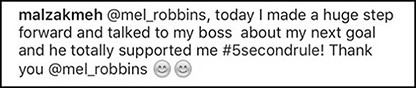 malzakmeh @mel_robbins, today I made a huge step
forward and talked to my boss  about my next goal
and he totally supported me #5secondrule! Thank
you @mel_robbins 😊😊